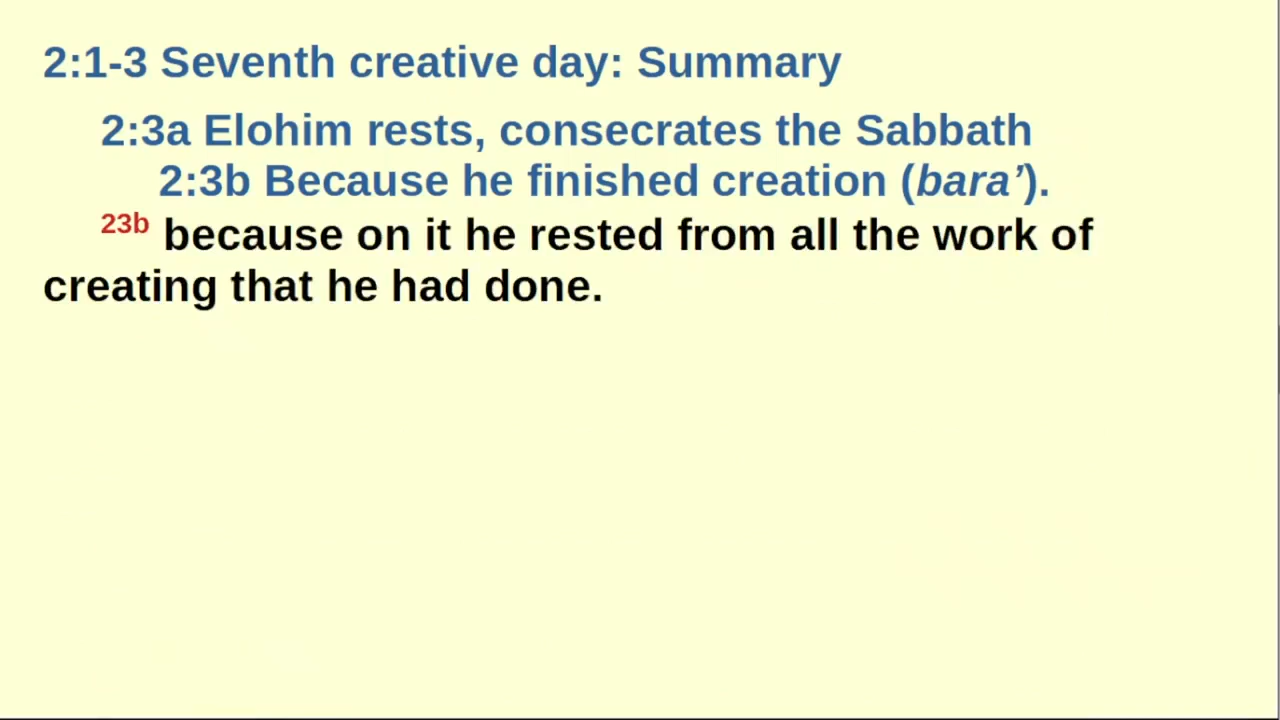 2:1-3 Seventh creative day: Summary
2:3a Elohim rests, consecrates the Sabbath
2:3b Because he finished creation (bara’).
23b because on it he rested from all the work of
creating that he had done.